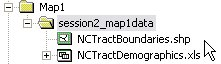 Map1
session2_map1data
NCTractBoundaries.shp
NCTractDemographics.xls